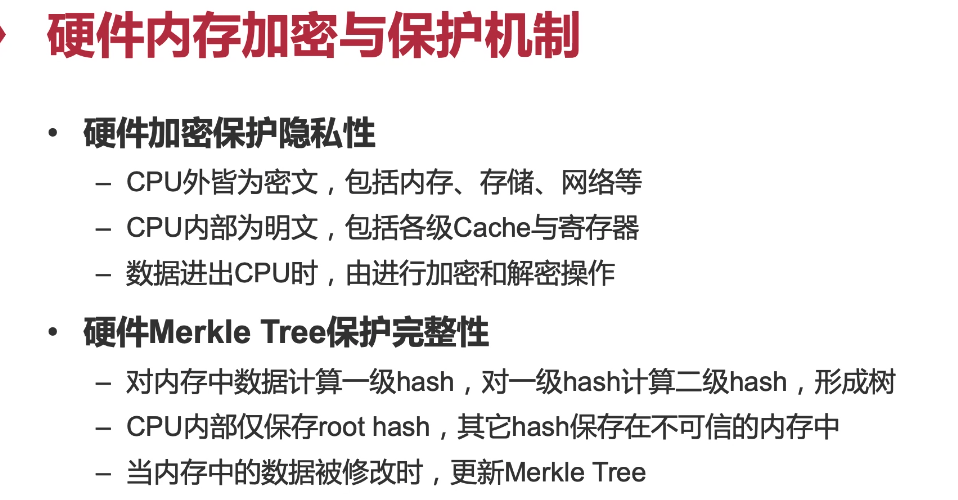 硬件内存加密与保护机制
• 硬件加密保护隐私性
– CPU外皆为密文，包括内存、存储、网络等
– CPU内部为明文，包括各级Cache与寄存器
– 数据进出CPU时，由进行加密和解密操作
• 硬件Merkle Tree保护完整性
– 对内存中数据计算一级hash，对一级hash计算二级hash，形成树
– CPU内部仅保存root hash，其它hash保存在不可信的内存中
– 当内存中的数据被修改时，更新Merkle Tree